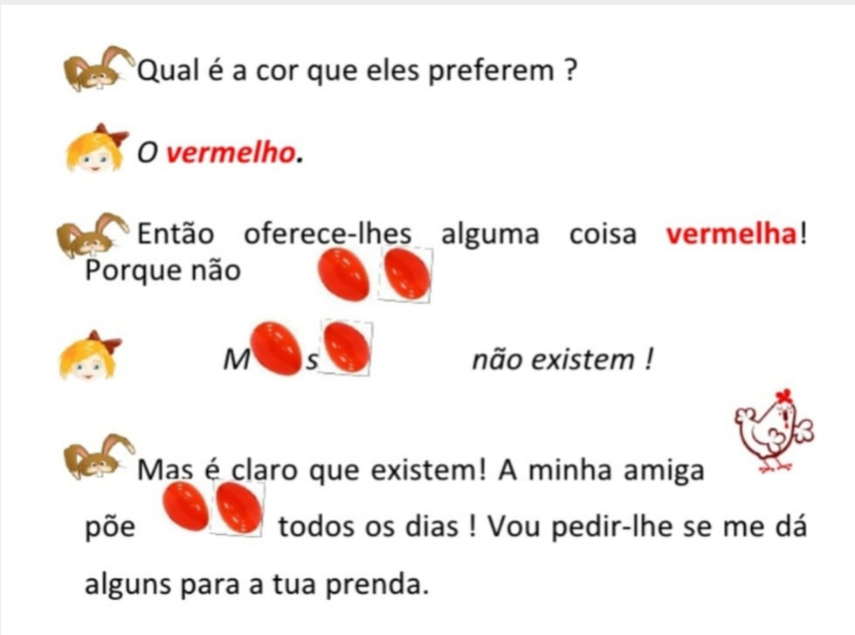 Qual é a cor que eles preferem ?
O vermelho.
Então oferece-lhes alguma coisa vermelha!
Porque não
M s não existem !
Mas é claro que existem! A minha amiga
põe todos os dias ! Vou pedir-lhe se me dá
alguns para a tua prenda.